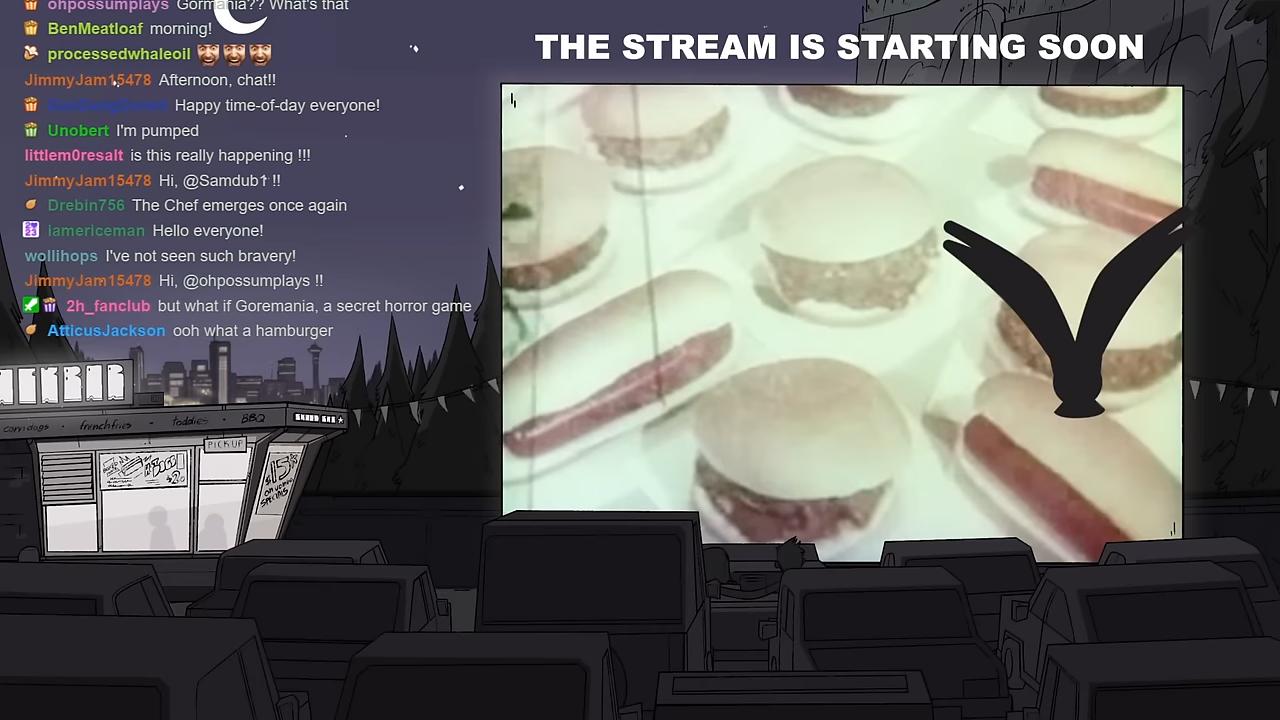 ohpossumplays Gormania?? What's that
BenMeatloaf morning!
processedwhaleoil
JimmyJam15478 Afternoon, chat!!
Happy time-of-day everyone!
Unobert I'm pumped
littlem0resalt is this really happening !!!
JimmyJam15478 Hi, @Samdub1 !!
Drebin756 The Chef emerges once again
iamericeman Hello everyone!
wollihops I've not seen such bravery!
JimmyJam15478 Hi, @ohpossumplays !!
2h_fanclub but what if Goremania, a secret horror game
AtticusJackson ooh what a hamburger
THE STREAM IS STARTING SOON
corndogs · frenchfries · toddies · BBQ
PICKUP
15%